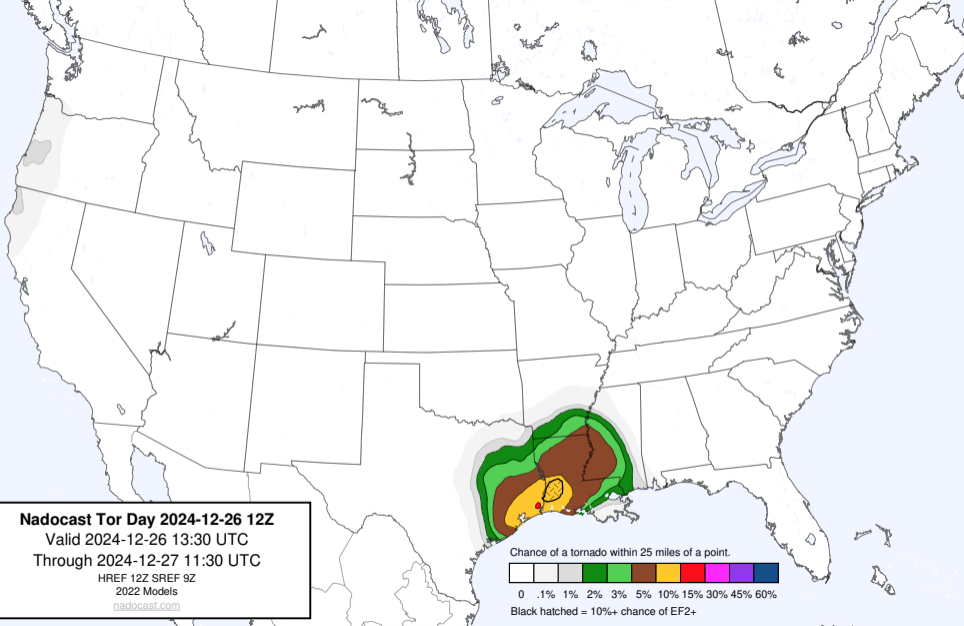 Nadocast Tor Day 2024-12-26 12Z
Valid 2024-12-26 13:30 UTC
Through 2024-12-27 11:30 UTC
HREF 12Z SREF 9Z
2022 Models
nadocast.com
Chance of a tornado within 25 miles of a point.
0 .1% 1% 2% 3% 5% 10% 15% 30% 45% 60%
Black hatched = 10%+ chance of EF2+